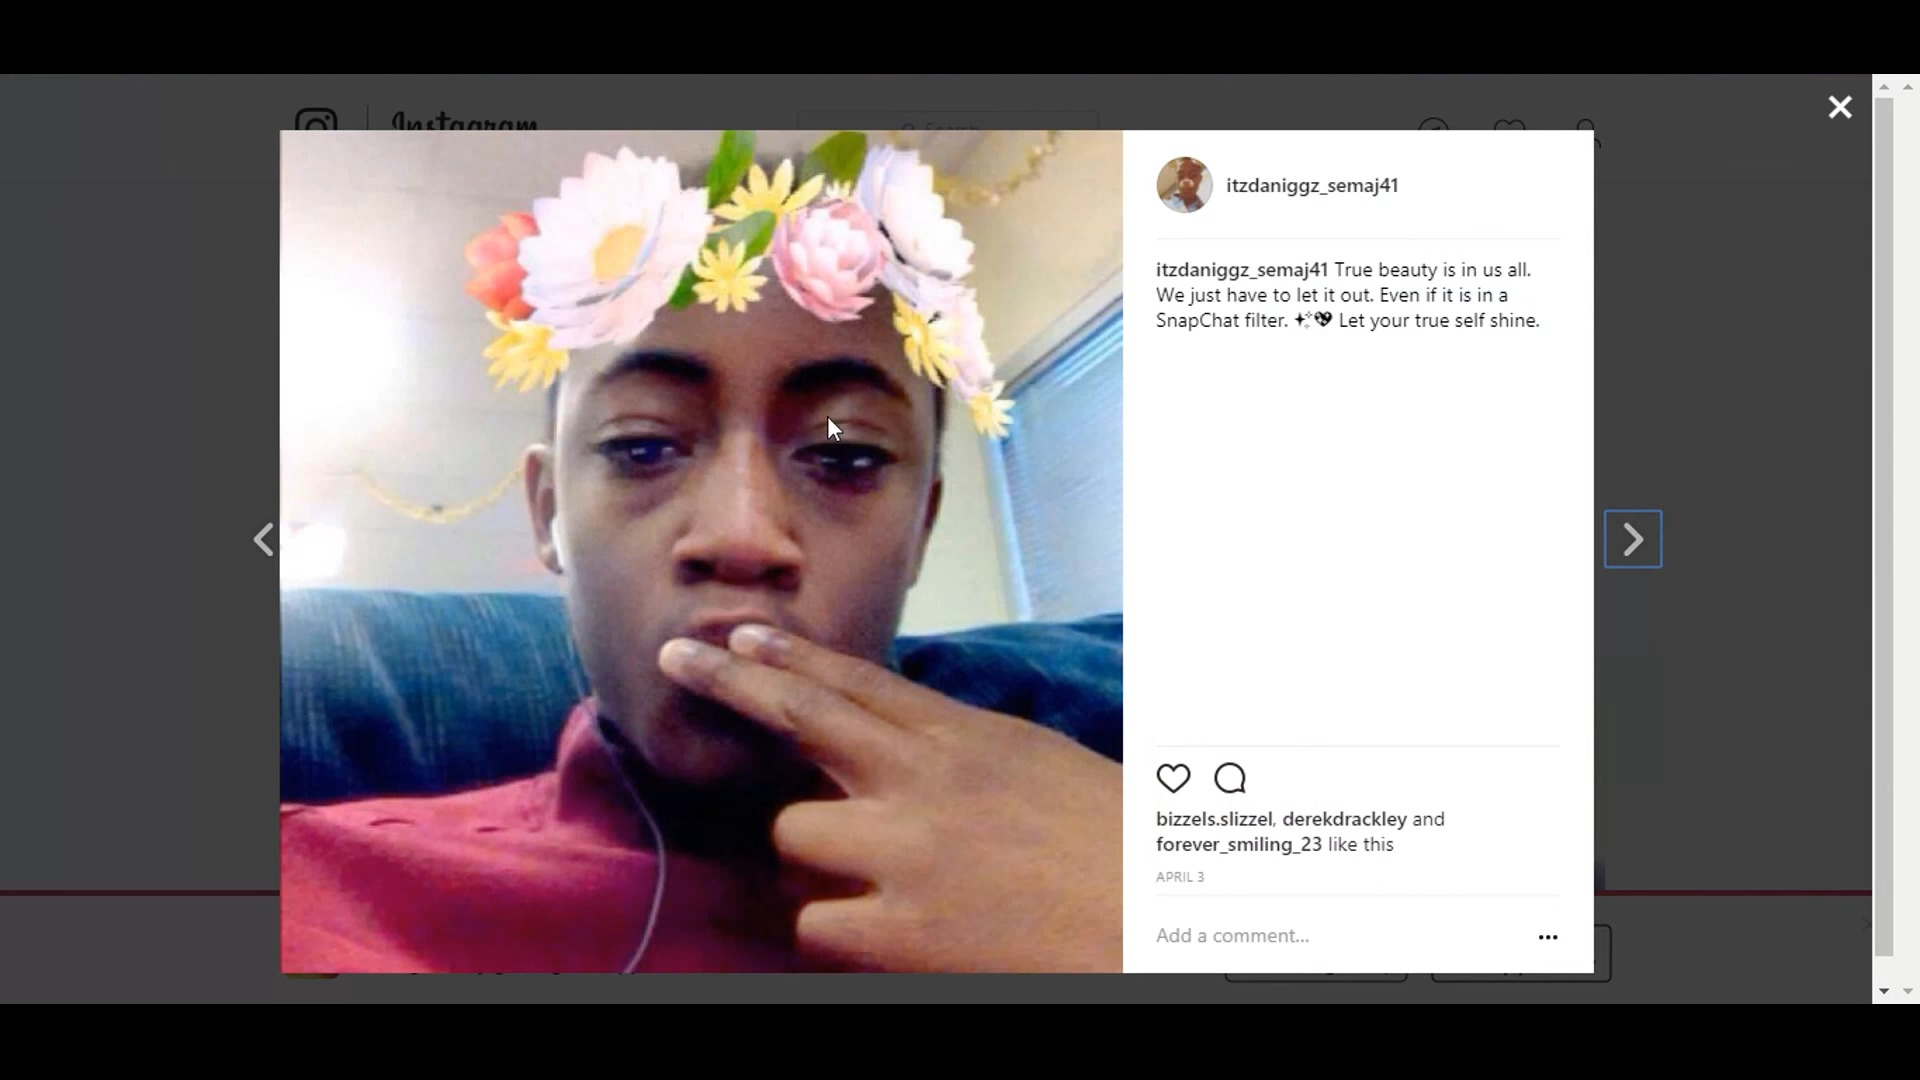 Instagram
Search
itzdaniggz_semaj41
itzdaniggz_semaj41 True beauty is in us all.
We just have to let it out. Even if it is in a
SnapChat filter. ✨💖 Let your true self shine.
bizzels.slizzel, derekdrackley and
forever_smiling_23 like this
APRIL 3
Add a comment...